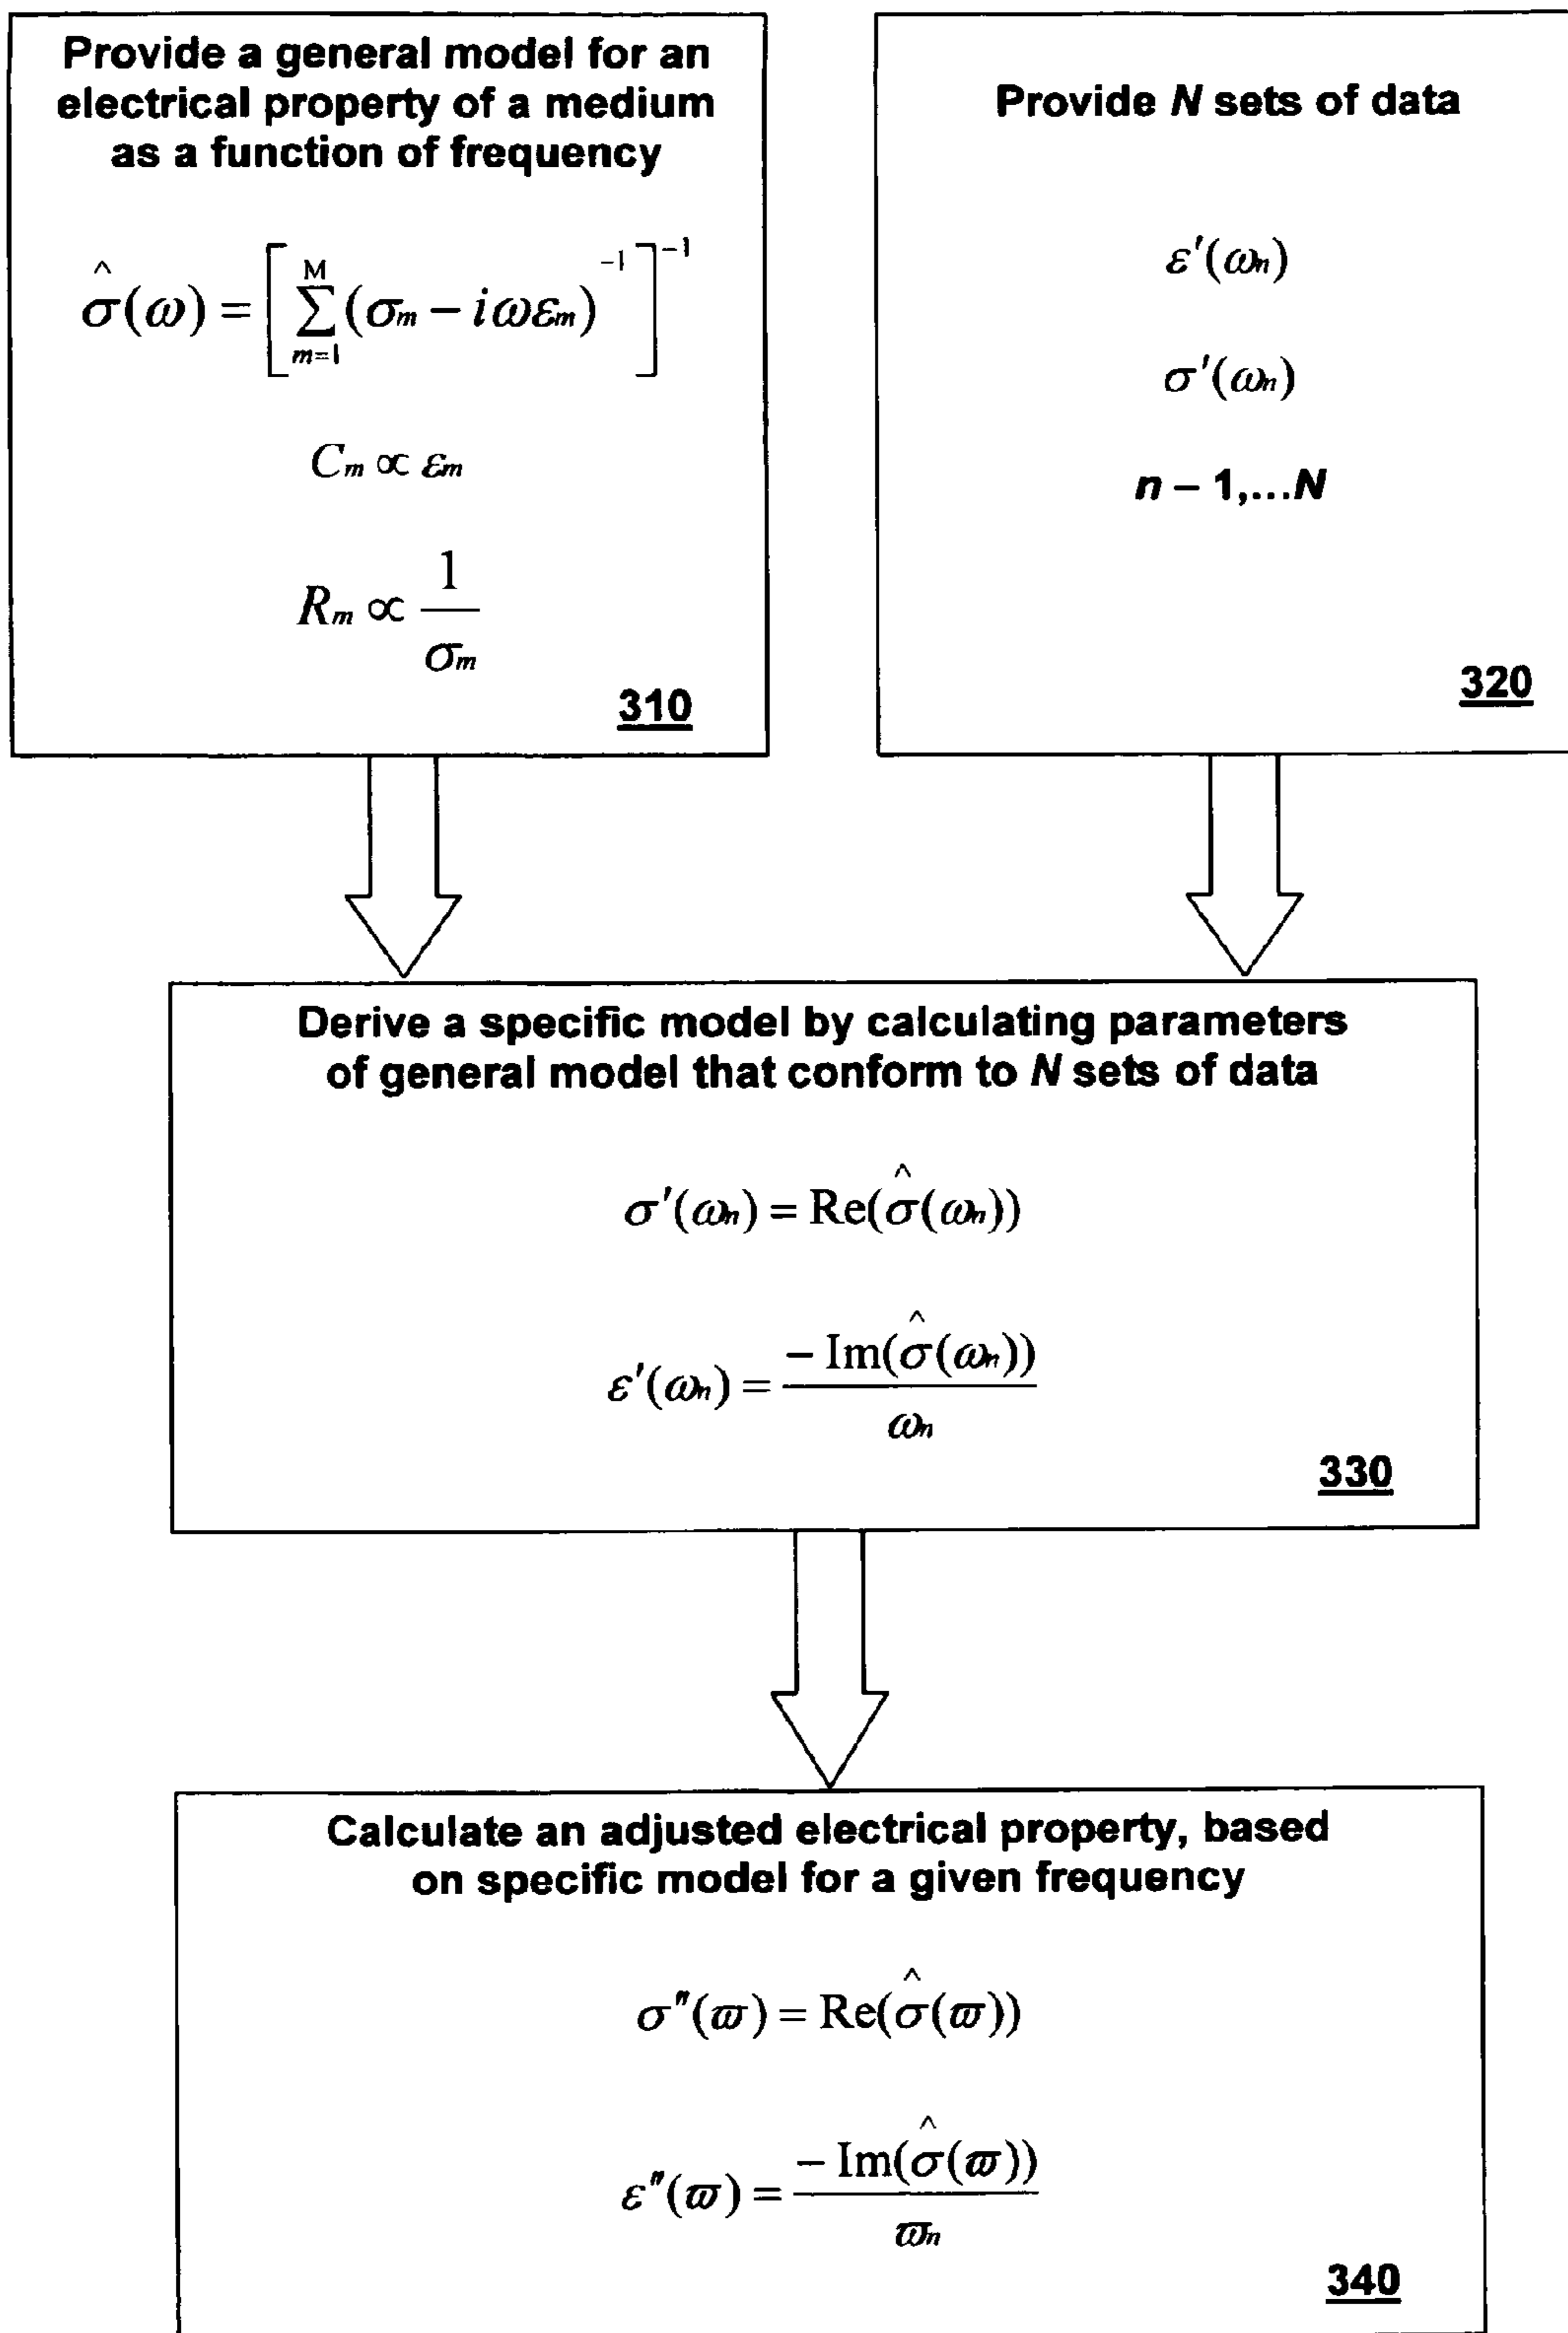 Provide a general model for an
electrical property of a medium
as a function of frequency
σ̂(ω) = [ ∑_{m=1}^{M} (σₘ − iωεₘ)⁻¹ ]⁻¹
Cₘ ∝ εₘ
Rₘ ∝ 1/σₘ
310
Provide N sets of data
ε'(ωₙ)
σ'(ωₙ)
n – 1,...N
320
Derive a specific model by calculating parameters
of general model that conform to N sets of data
σ'(ωₙ) = Re(σ̂(ωₙ))
ε'(ωₙ) = −Im(σ̂(ωₙ))/ωₙ
330
Calculate an adjusted electrical property, based
on specific model for a given frequency
σ"(ϖ) = Re(σ̂(ϖ))
ε"(ϖ) = −Im(σ̂(ϖ))/ϖₙ
340